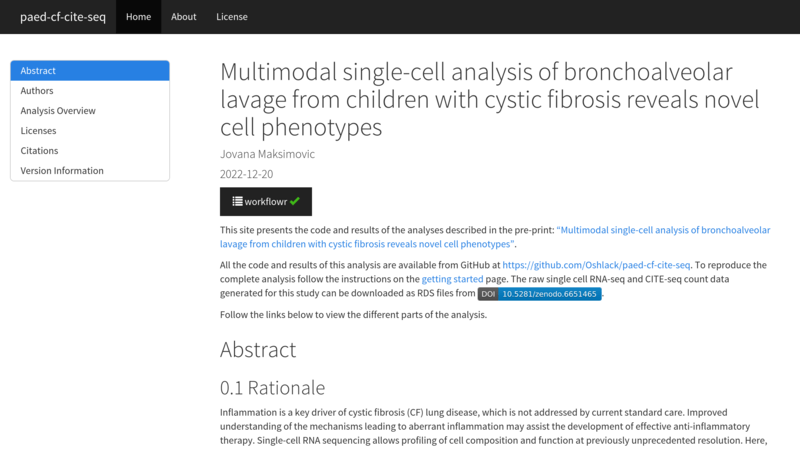 paed-cf-cite-seq Home About License
Abstract
Authors
Analysis Overview
Licenses
Citations
Version Information
Multimodal single-cell analysis of bronchoalveolar
lavage from children with cystic fibrosis reveals novel
cell phenotypes
Jovana Maksimovic
2022-12-20
workflowr
This site presents the code and results of the analyses described in the pre-print: “Multimodal single-cell analysis of bronchoalveolar
lavage from children with cystic fibrosis reveals novel cell phenotypes”.
All the code and results of this analysis are available from GitHub at https://github.com/Oshlack/paed-cf-cite-seq. To reproduce the
complete analysis follow the instructions on the getting started page. The raw single cell RNA-seq and CITE-seq count data
generated for this study can be downloaded as RDS files from DOI 10.5281/zenodo.6651465.
Follow the links below to view the different parts of the analysis.
Abstract
0.1 Rationale
Inflammation is a key driver of cystic fibrosis (CF) lung disease, which is not addressed by current standard care. Improved
understanding of the mechanisms leading to aberrant inflammation may assist the development of effective anti-inflammatory
therapy. Single-cell RNA sequencing allows profiling of cell composition and function at previously unprecedented resolution. Here,